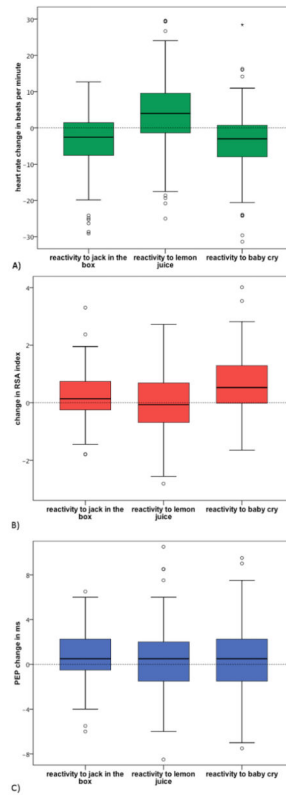 30
20
10
0
-10
-20
-30
heart rate change in beats per minute
reactivity to jack in the
box
reactivity to lemon
juice
reactivity to baby cry
A)
4
2
0
-2
change in RSA index
reactivity to jack in the
box
reactivity to lemon
juice
reactivity to baby cry
B)
8
4
0
-4
-8
PEP change in ms
reactivity to jack in the
box
reactivity to lemon
juice
reactivity to baby cry
C)